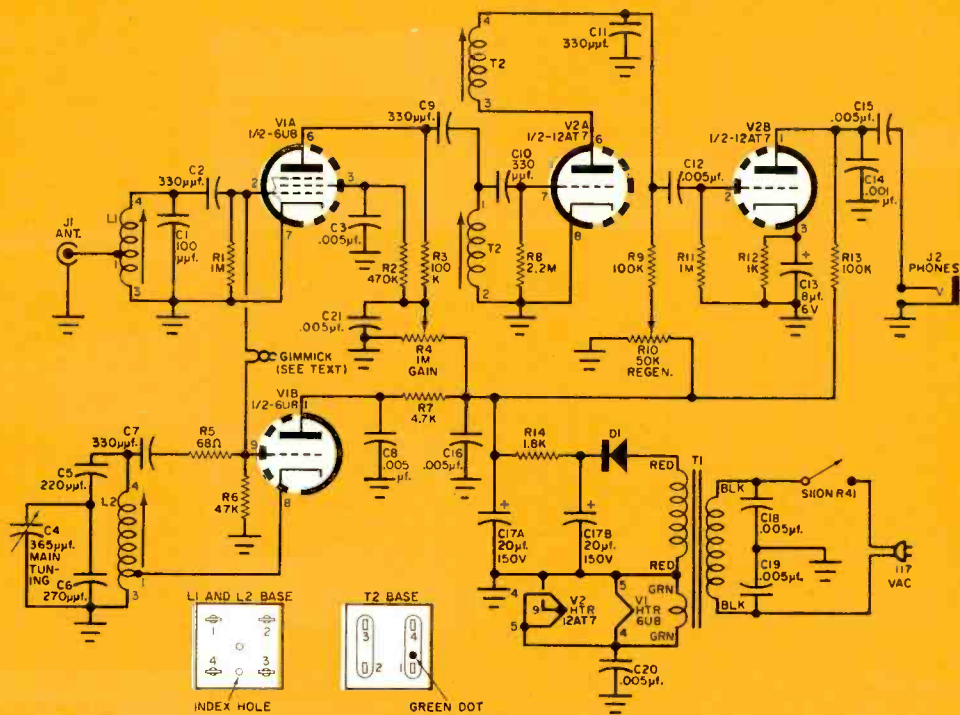 4
T2
3
C11
330µµf.
C9
330µµf.
V1A
1/2-6U8
6
2
3
7
C2
330µµf.
J1
ANT.
L1
4
1
3
C1
100
µµf.
R1
1M
C3
.005µf.
R2
470K
R3
100
K
C10
330
µµf.
1
T2
2
V2A
1/2-12AT7
6
7
8
R8
2.2M
C12
.005µf.
R9
100K
V2B
1/2-12AT7
1
2
3
R11
1M
R12
1K
C13
8µf.
6V
C15
.005µf.
C14
.001
µf.
R13
100K
J2
PHONES
C21
.005µf.
R4
1M
GAIN
R10
50K
REGEN.
GIMMICK
(SEE TEXT)
V1B
1/2-6U8
1
9
8
C7
330µµf.
R5
68Ω
R6
47K
C5
220µµf.
C4
365µµf.
MAIN
TUN-
ING
C6
270µµf.
L2
4
1
3
C8
.005
µf.
R7
4.7K
C16
.005µf.
R14
1.8K
D1
RED
T1
RED
GRN
GRN
BLK
BLK
C17A
20µf.
150V
C17B
20µf.
150V
S1(ON R4)
C18
.005µf.
C19
.005µf.
117
VAC
4
9
5
V2
HTR
12AT7
5
V1
HTR
6U8
4
C20
.005µf.
L1 AND L2 BASE
1
2
4
3
INDEX HOLE
T2 BASE
3
4
2
1
GREEN DOT